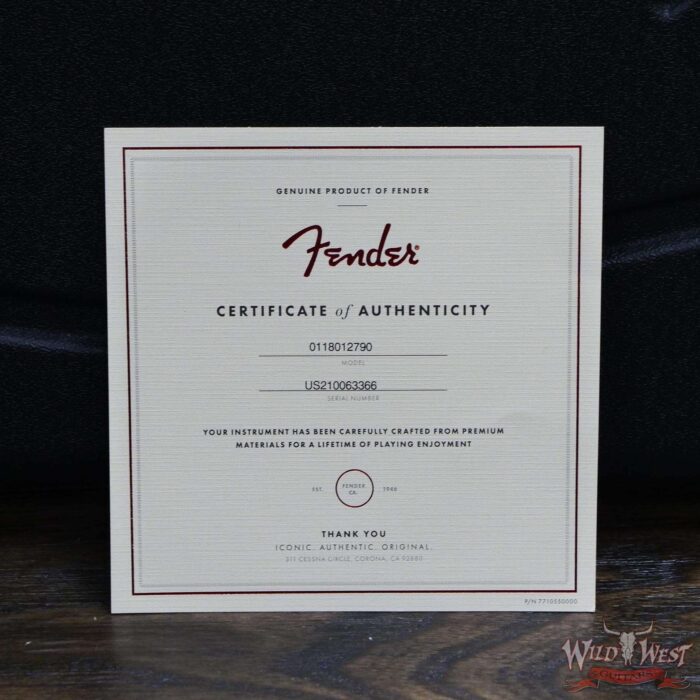 GENUINE PRODUCT OF FENDER
Fender®
CERTIFICATE of AUTHENTICITY
0118012790
MODEL
US210063366
SERIAL NUMBER
YOUR INSTRUMENT HAS BEEN CAREFULLY CRAFTED FROM PREMIUM
MATERIALS FOR A LIFETIME OF PLAYING ENJOYMENT
EST. FENDER CA. 1946
THANK YOU
ICONIC. AUTHENTIC. ORIGINAL.
311 CESSNA CIRCLE, CORONA, CA 92880
P/N 7710550000
WILD WEST
GUITARS